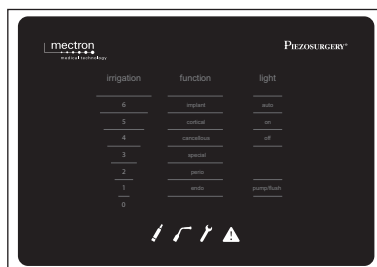 mectron
medical technology
PIEZOSURGERY®
irrigation function light
6 implant auto
5 cortical on
4 cancellous off
3 special
2 perio
1 endo pump/flush
0